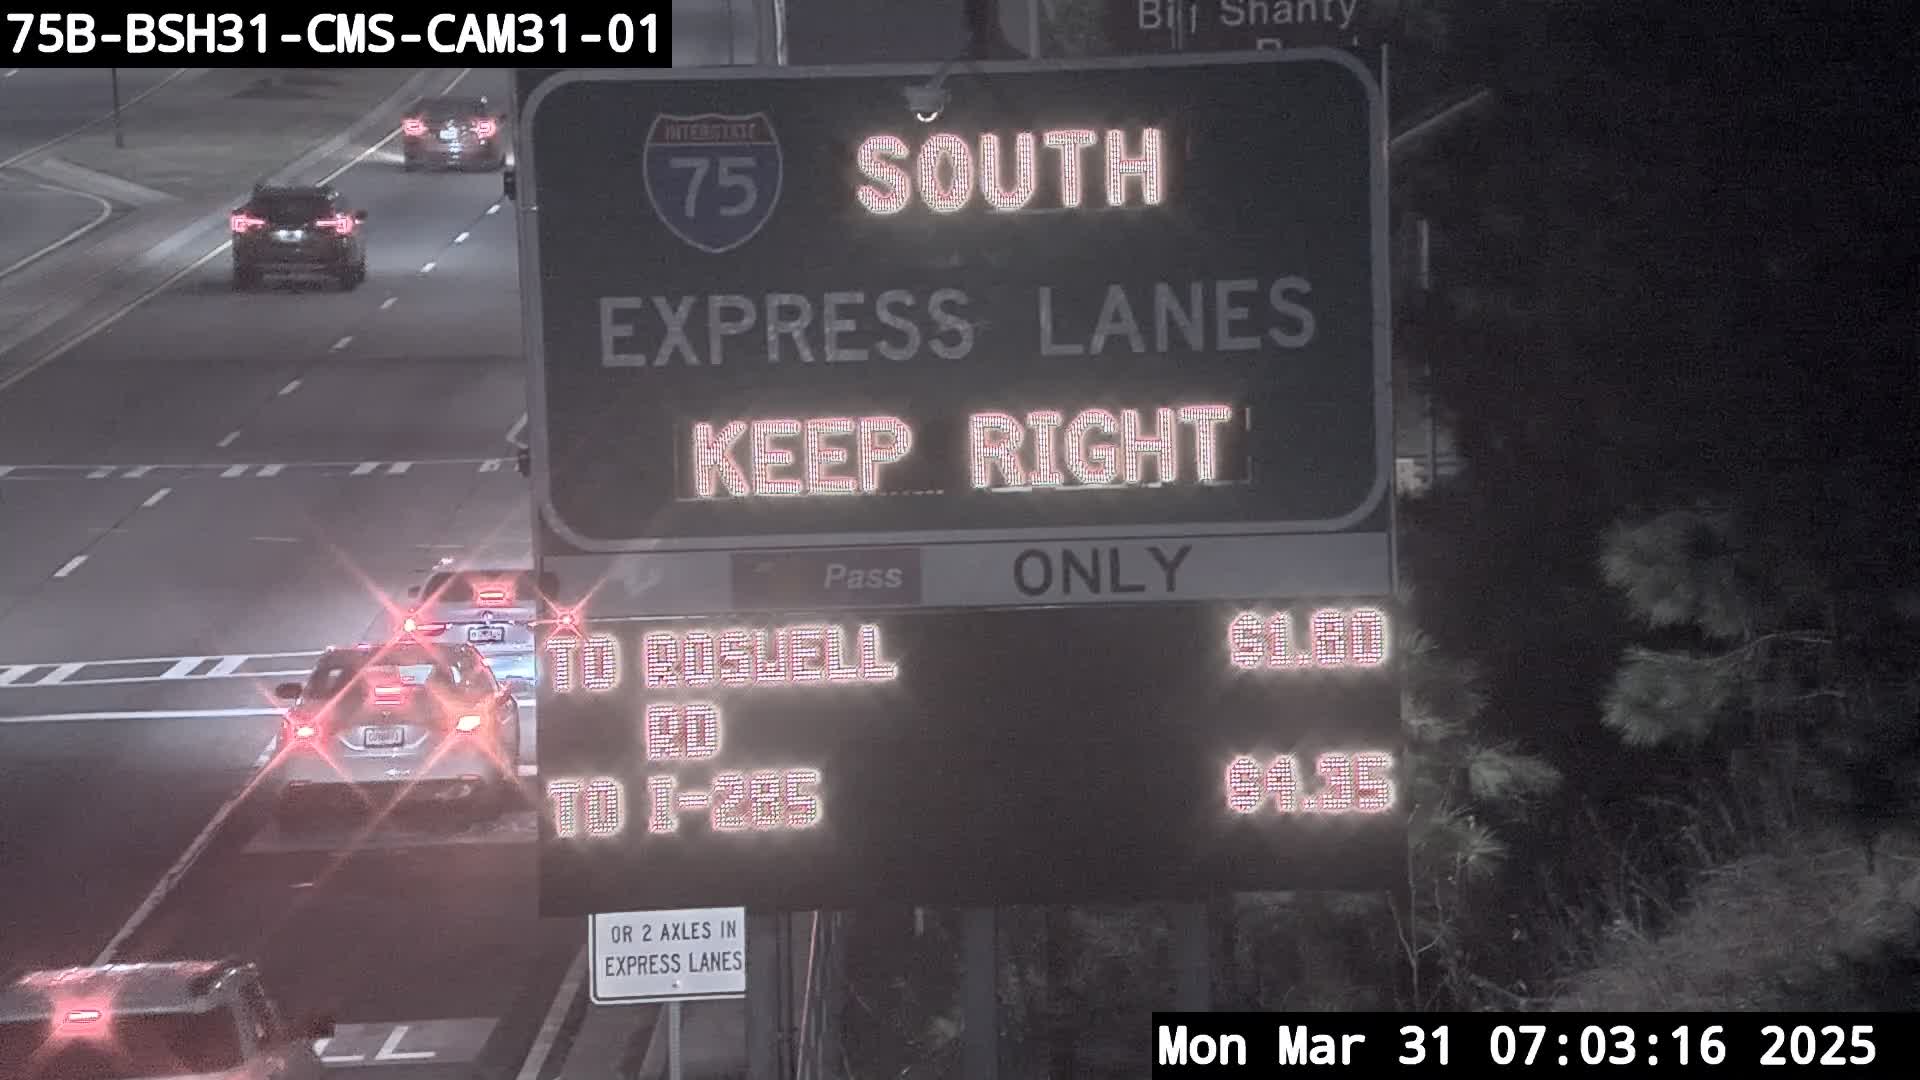 75B-BSH31-CMS-CAM31-01
Big Shanty
INTERSTATE
75
SOUTH
EXPRESS LANES
KEEP RIGHT
Pass ONLY
TO ROSWELL $1.80
RD
TO I-285 $4.35
OR 2 AXLES IN
EXPRESS LANES
Mon Mar 31 07:03:16 2025